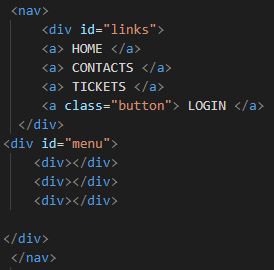 <nav>
<div id="links">
<a> HOME </a>
<a> CONTACTS </a>
<a> TICKETS </a>
<a class="button"> LOGIN </a>
</div>
<div id="menu">
<div></div>
<div></div>
<div></div>
</div>
</nav>